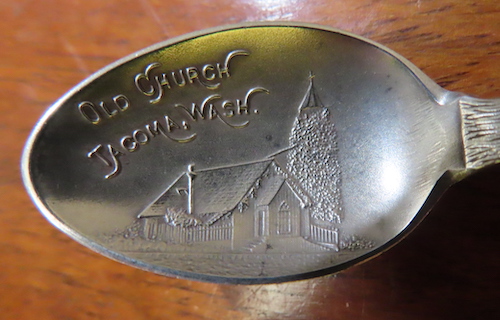 Old Church
Tacoma, Wash.